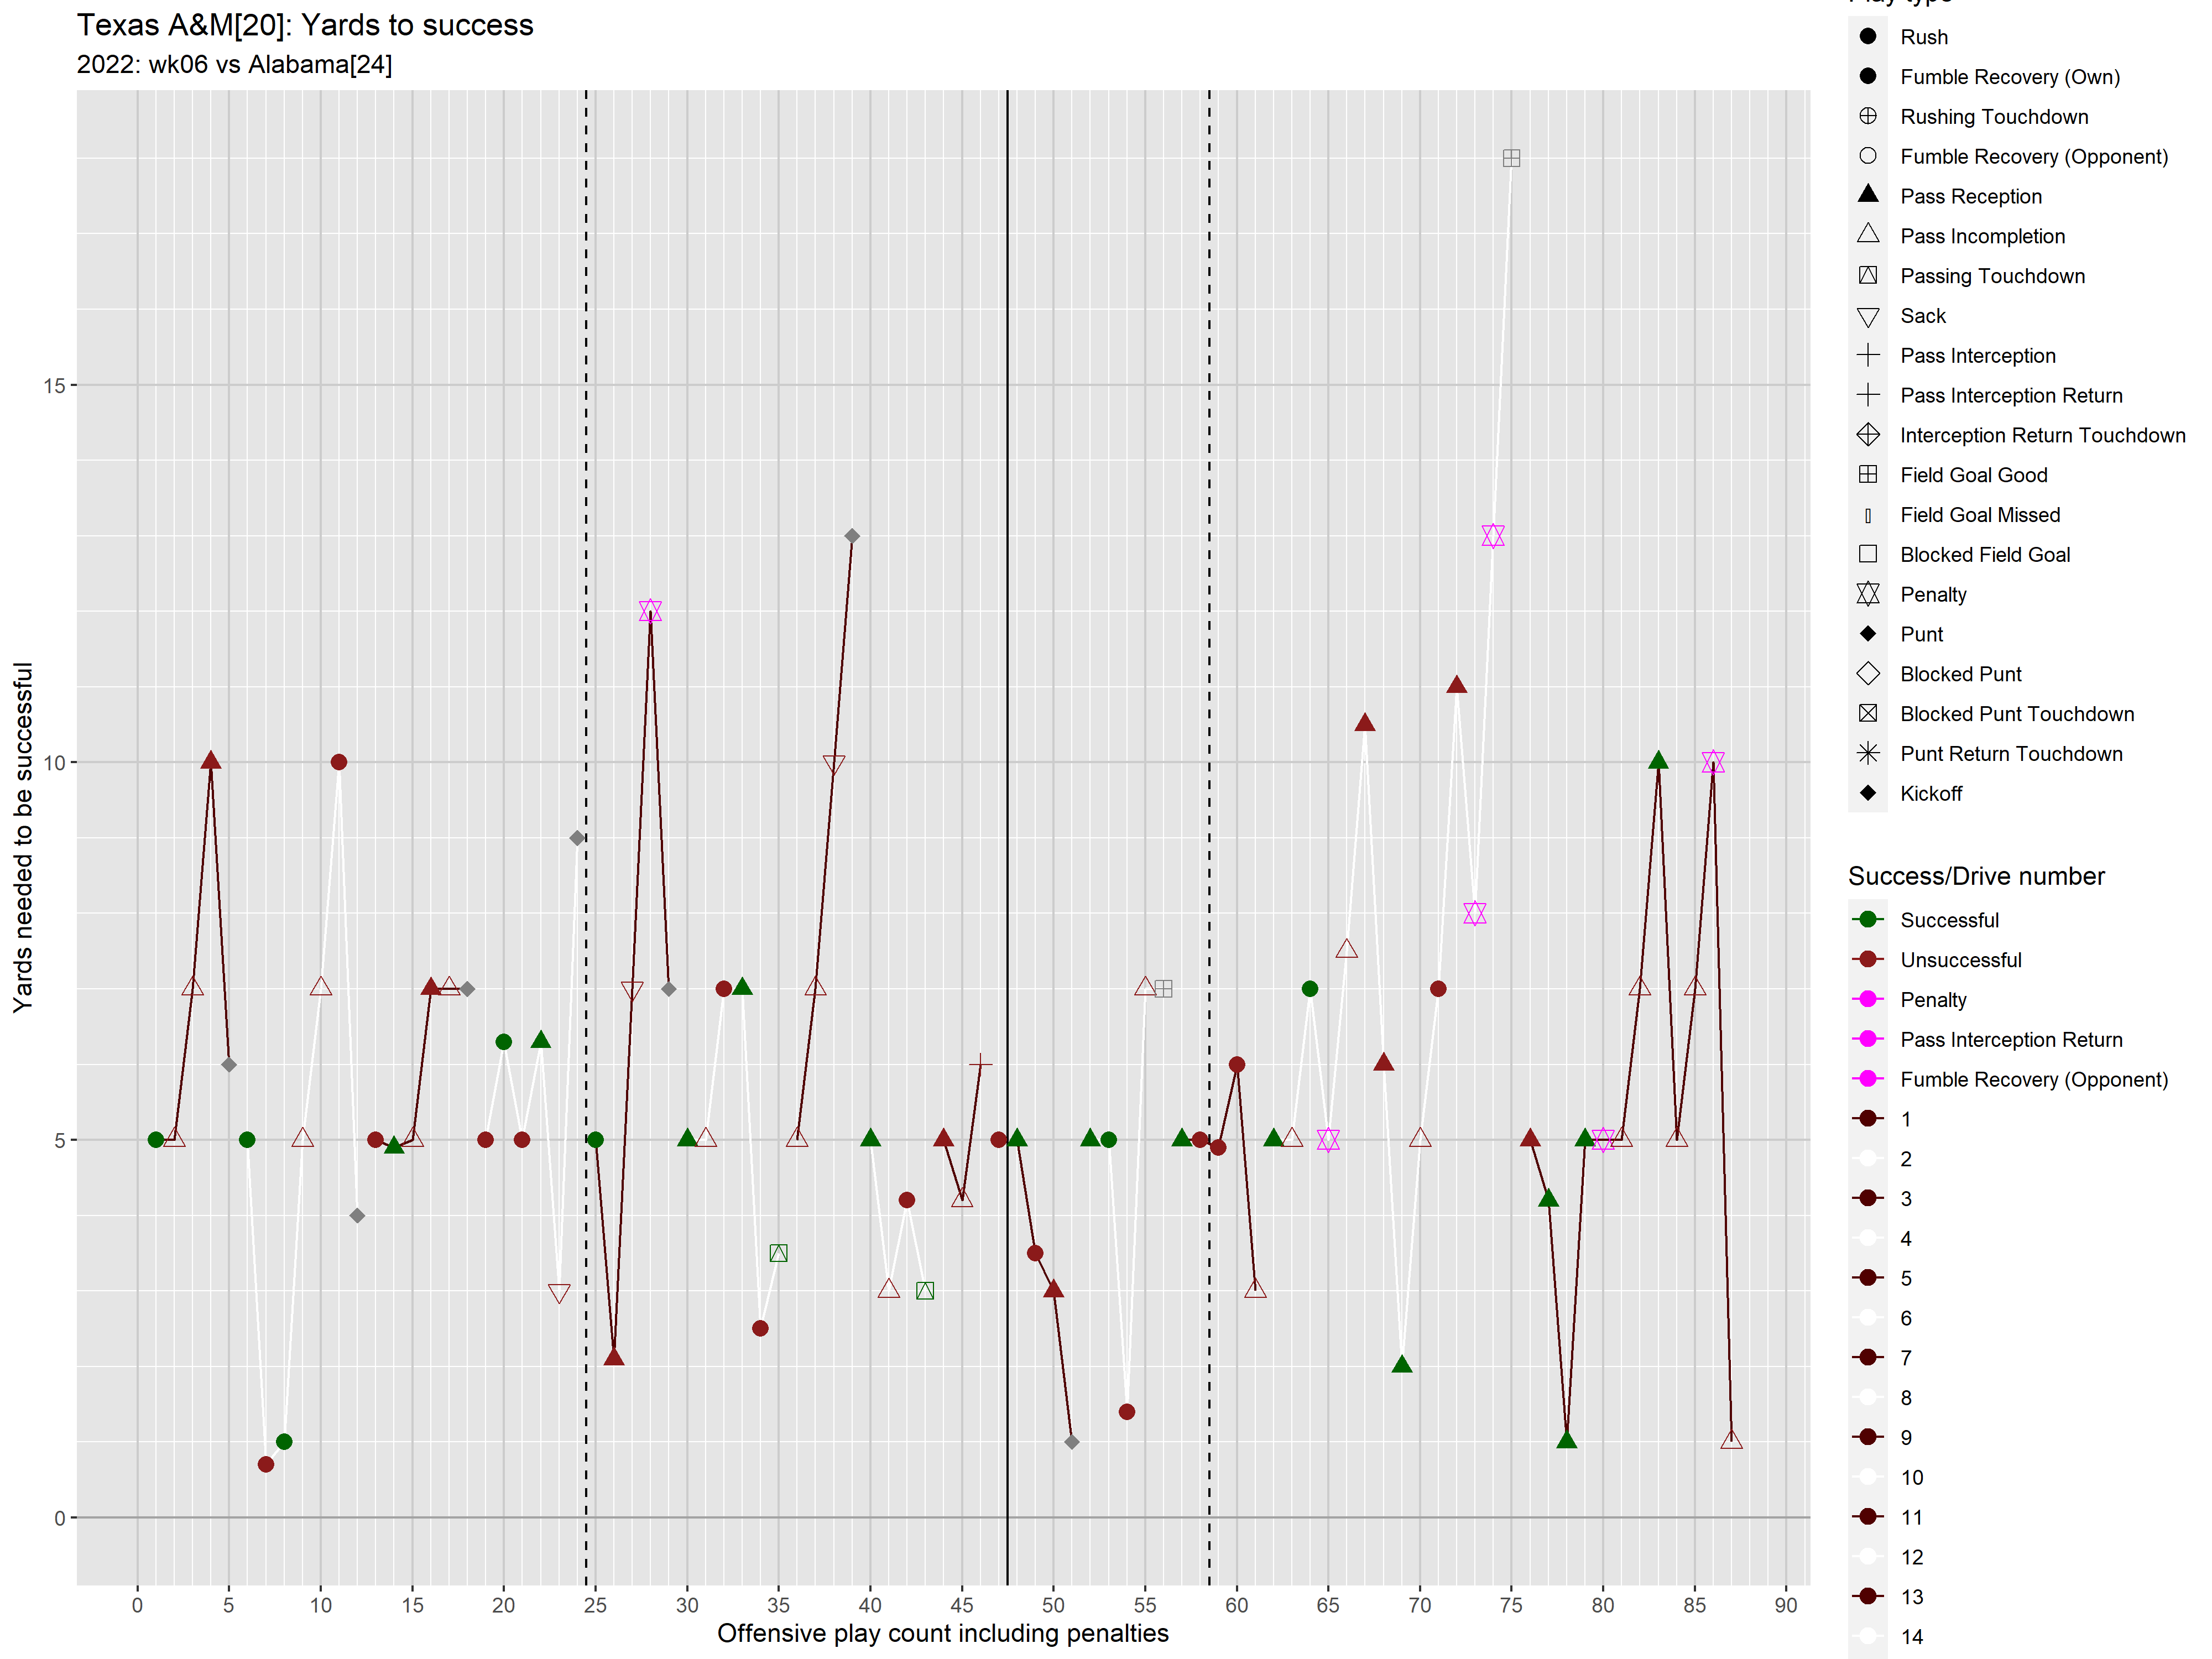 Texas A&M[20]: Yards to success
2022: wk06 vs Alabama[24]
Yards needed to be successful
15
10
5
0
0 5 10 15 20 25 30 35 40 45 50 55 60 65 70 75 80 85 90
Offensive play count including penalties
Play type
Rush
Fumble Recovery (Own)
Rushing Touchdown
Fumble Recovery (Opponent)
Pass Reception
Pass Incompletion
Passing Touchdown
Sack
Pass Interception
Pass Interception Return
Interception Return Touchdown
Field Goal Good
Field Goal Missed
Blocked Field Goal
Penalty
Punt
Blocked Punt
Blocked Punt Touchdown
Punt Return Touchdown
Kickoff
Success/Drive number
Successful
Unsuccessful
Penalty
Pass Interception Return
Fumble Recovery (Opponent)
1
2
3
4
5
6
7
8
9
10
11
12
13
14